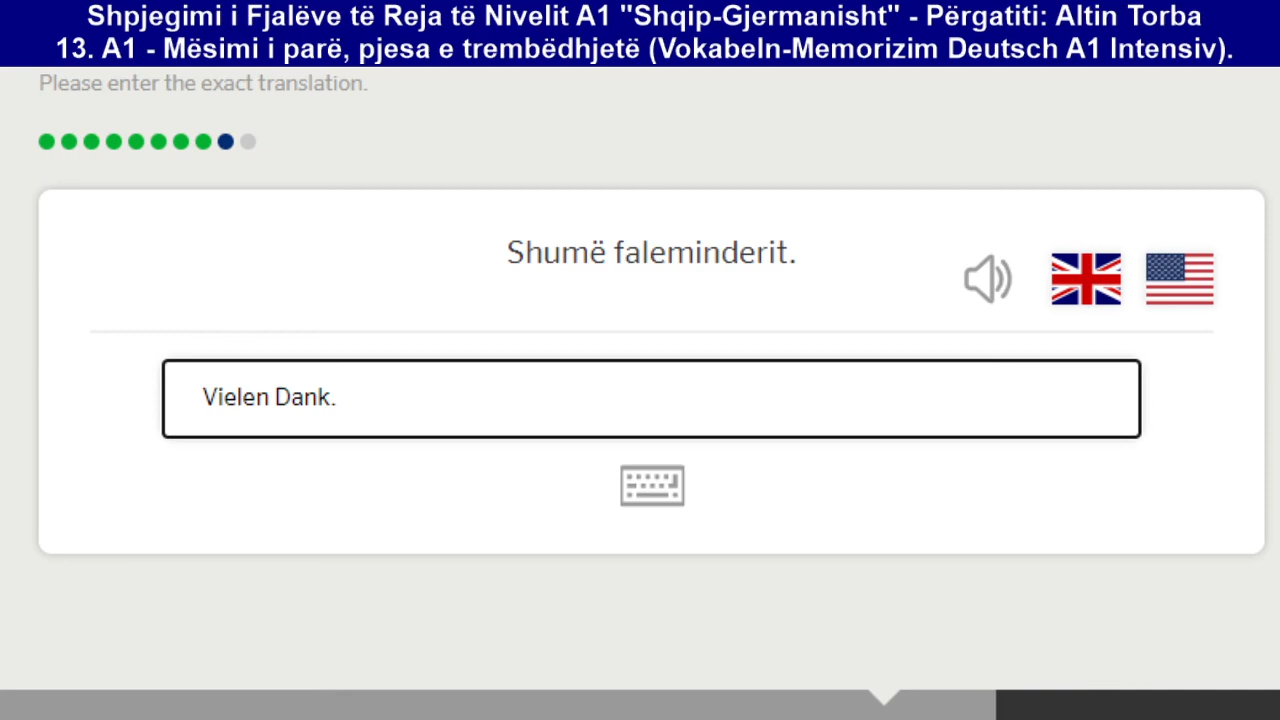 Shpjegimi i Fjalëve të Reja të Nivelit A1 "Shqip-Gjermanisht" - Përgatiti: Altin Torba
13. A1 - Mësimi i parë, pjesa e trembëdhjetë (Vokabeln-Memorizim Deutsch A1 Intensiv).
Please enter the exact translation.
Shumë faleminderit.
Vielen Dank.